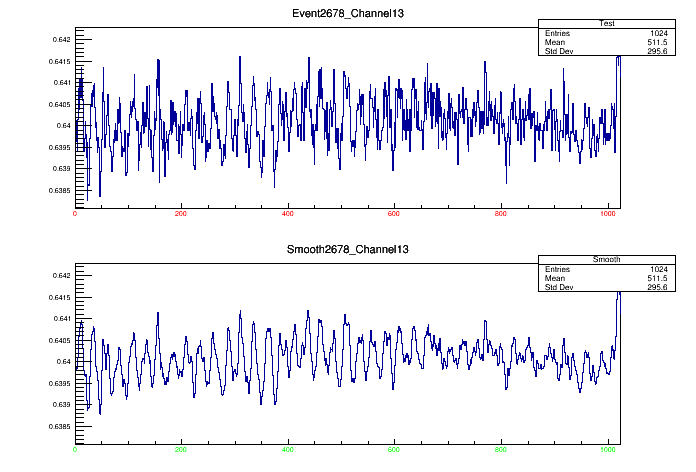 Event2678_Channel13
Test
Entries 1024
Mean 511.5
Std Dev 295.6
0.642
0.6415
0.641
0.6405
0.64
0.6395
0.639
0.6385
0 200 400 600 800 1000
Smooth2678_Channel13
Smooth
Entries 1024
Mean 511.5
Std Dev 295.6
0.642
0.6415
0.641
0.6405
0.64
0.6395
0.639
0.6385
0 200 400 600 800 1000